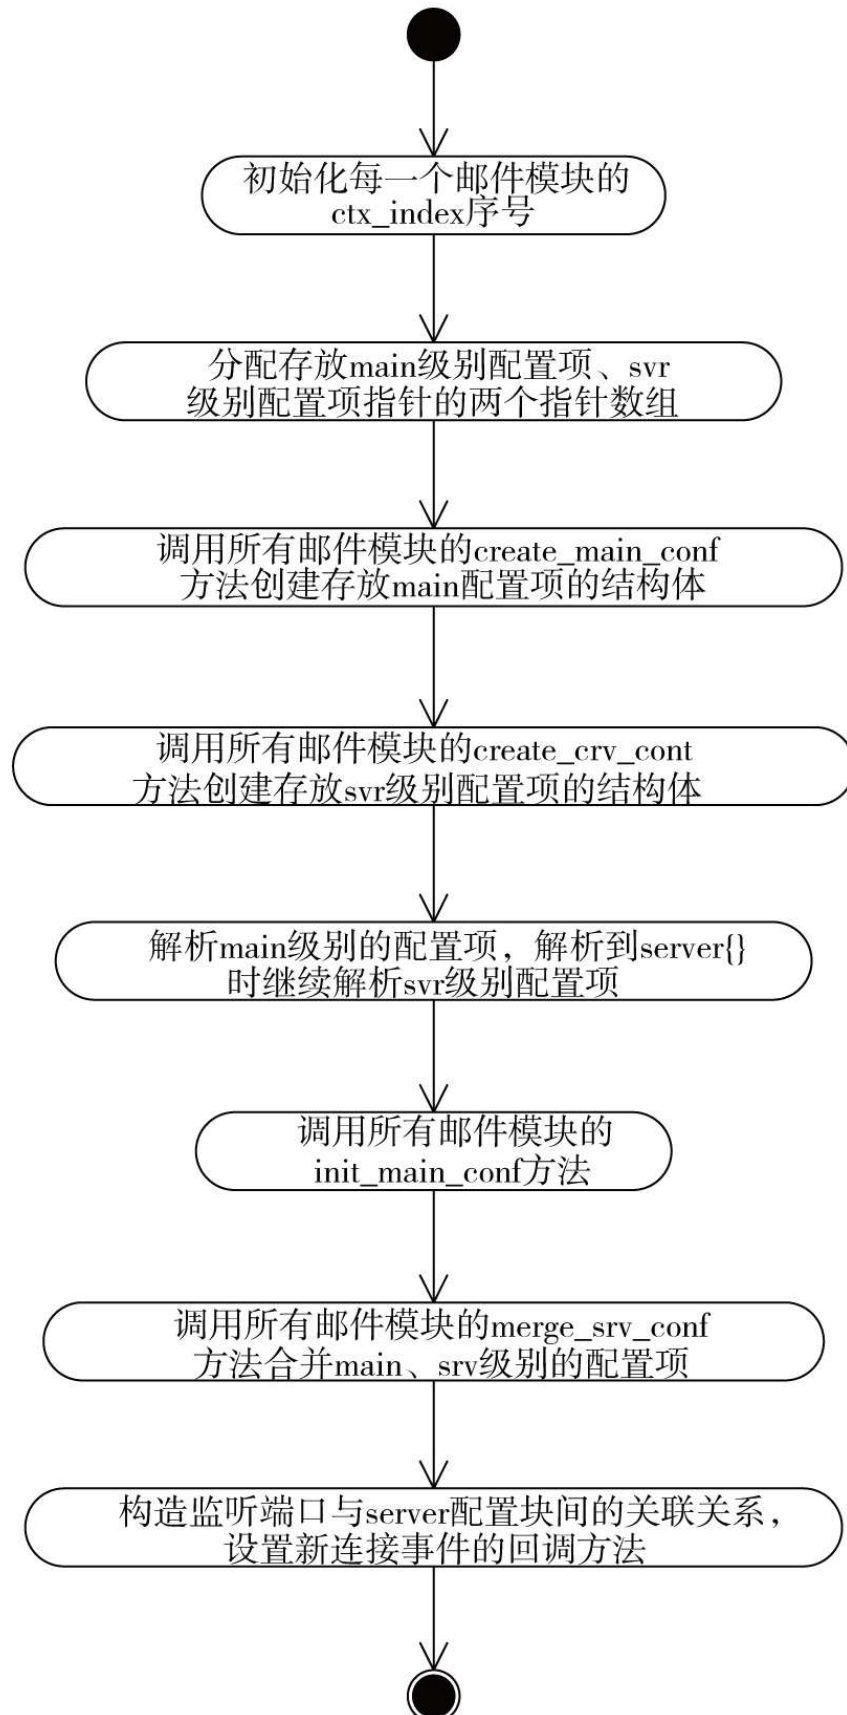 初始化每一个邮件模块的
ctx_index序号
分配存放main级别配置项、svr
级别配置项指针的两个指针数组
调用所有邮件模块的create_main_conf
方法创建存放main配置项的结构体
调用所有邮件模块的create_crv_cont
方法创建存放svr级别配置项的结构体
解析main级别的配置项，解析到server{}
时继续解析svr级别配置项
调用所有邮件模块的
init_main_conf方法
调用所有邮件模块的merge_srv_conf
方法合并main、srv级别的配置项
构造监听端口与server配置块间的关联关系，
设置新连接事件的回调方法